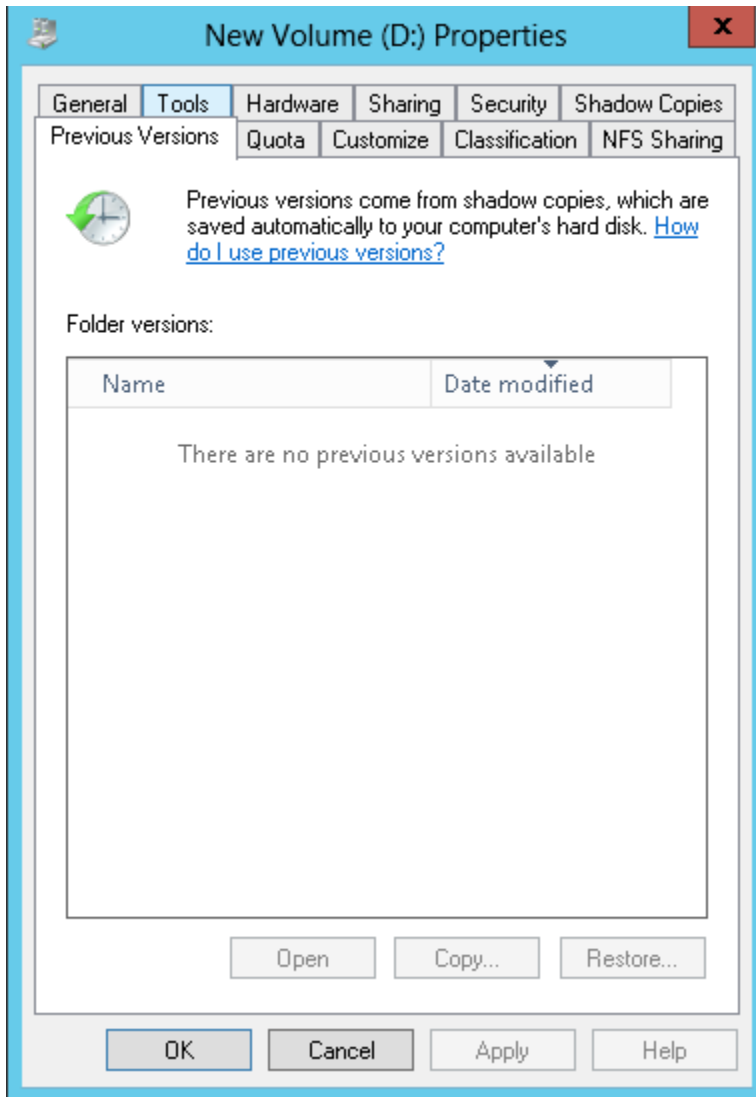 New Volume (D:) Properties
x
General Tools Hardware Sharing Security Shadow Copies
Previous Versions Quota Customize Classification NFS Sharing
Previous versions come from shadow copies, which are
saved automatically to your computer's hard disk. How
do I use previous versions?
Folder versions:
Name Date modified
There are no previous versions available
Open Copy... Restore...
OK Cancel Apply Help